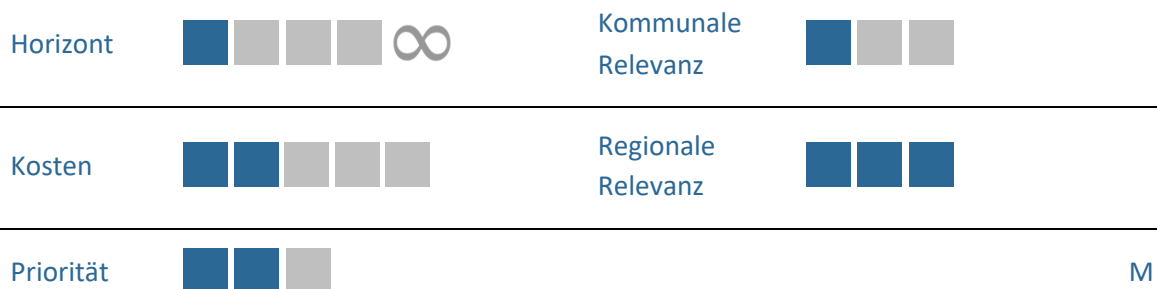 Horizont
∞
Kommunale
Relevanz
Kosten
Regionale
Relevanz
Priorität
M